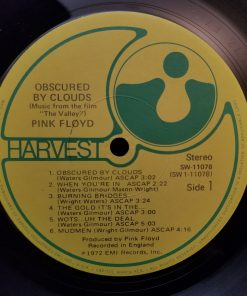 OBSCURED
BY CLOUDS
(Music from the film
"The Valley")
PINK FLØYD
HARVEST
Stereo
SW-11078
(SW 1-11078)
Side 1
1. OBSCURED BY CLOUDS
(Waters-Gilmour) ASCAP 3:02
2. WHEN YOU'RE IN ASCAP 2:22
(Waters Gilmour Mason Wright)
3. BURNING BRIDGES
(Wright Waters) ASCAP 3:24
4. THE GOLD IT'S IN THE...
(Waters-Gilmour) ASCAP 3:00
5. WOTS...UH THE DEAL
(Waters-Gilmour) ASCAP 5:03
6. MUDMEN (Wright Gilmour) ASCAP 4:16
Produced by Pink Floyd
Recorded in England
℗1972 EMI Records, Inc.